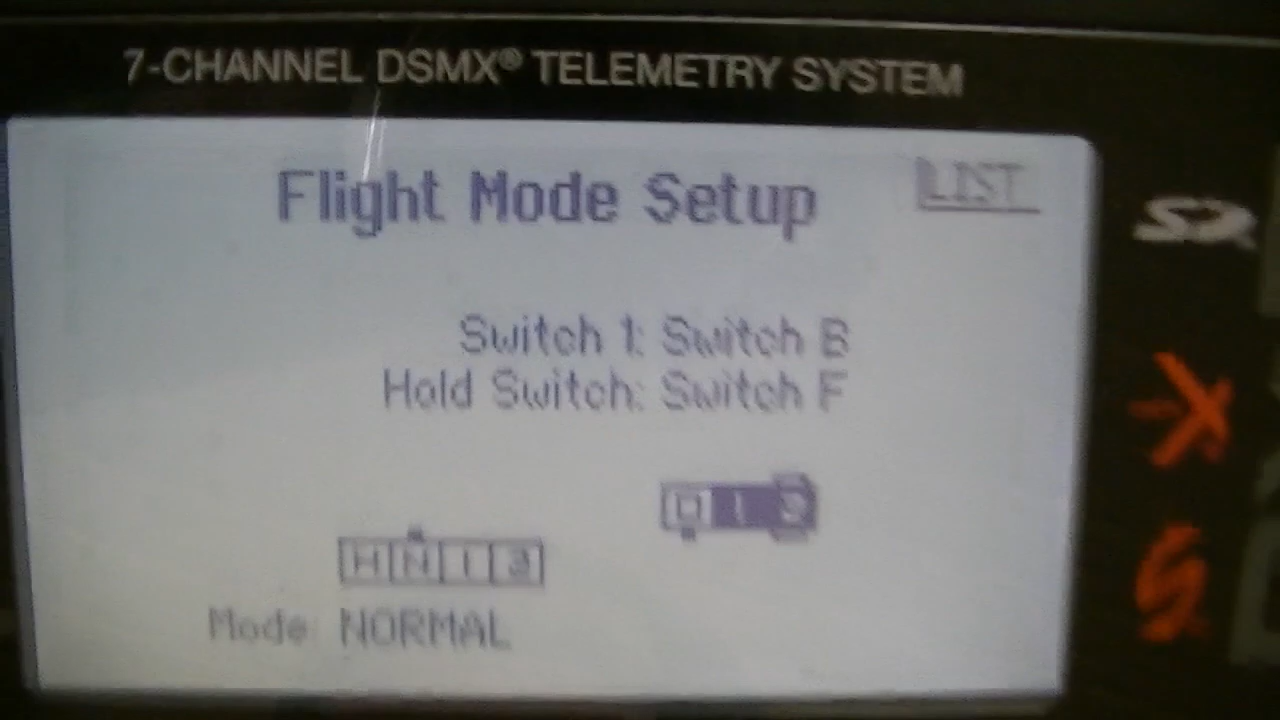 7-CHANNEL DSMX® TELEMETRY SYSTEM
Flight Mode Setup
LIST
Switch 1: Switch B
Hold Switch: Switch F
0 1 2
H N 1 2
Mode: NORMAL